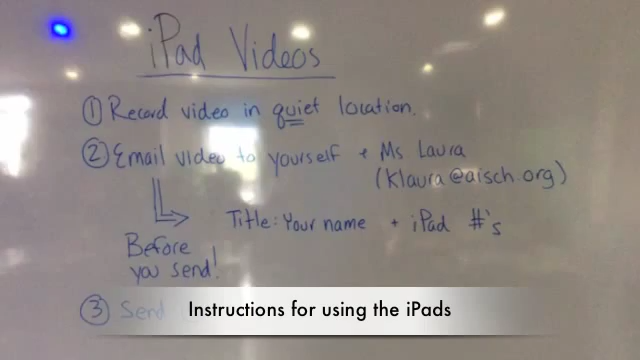 iPad Videos
① Record video in quiet location.
② Email video to yourself + Ms Laura
(Klaura@aisch.org)
Title: Your name + iPad #'s
Before
you send!
③ Send
Instructions for using the iPads